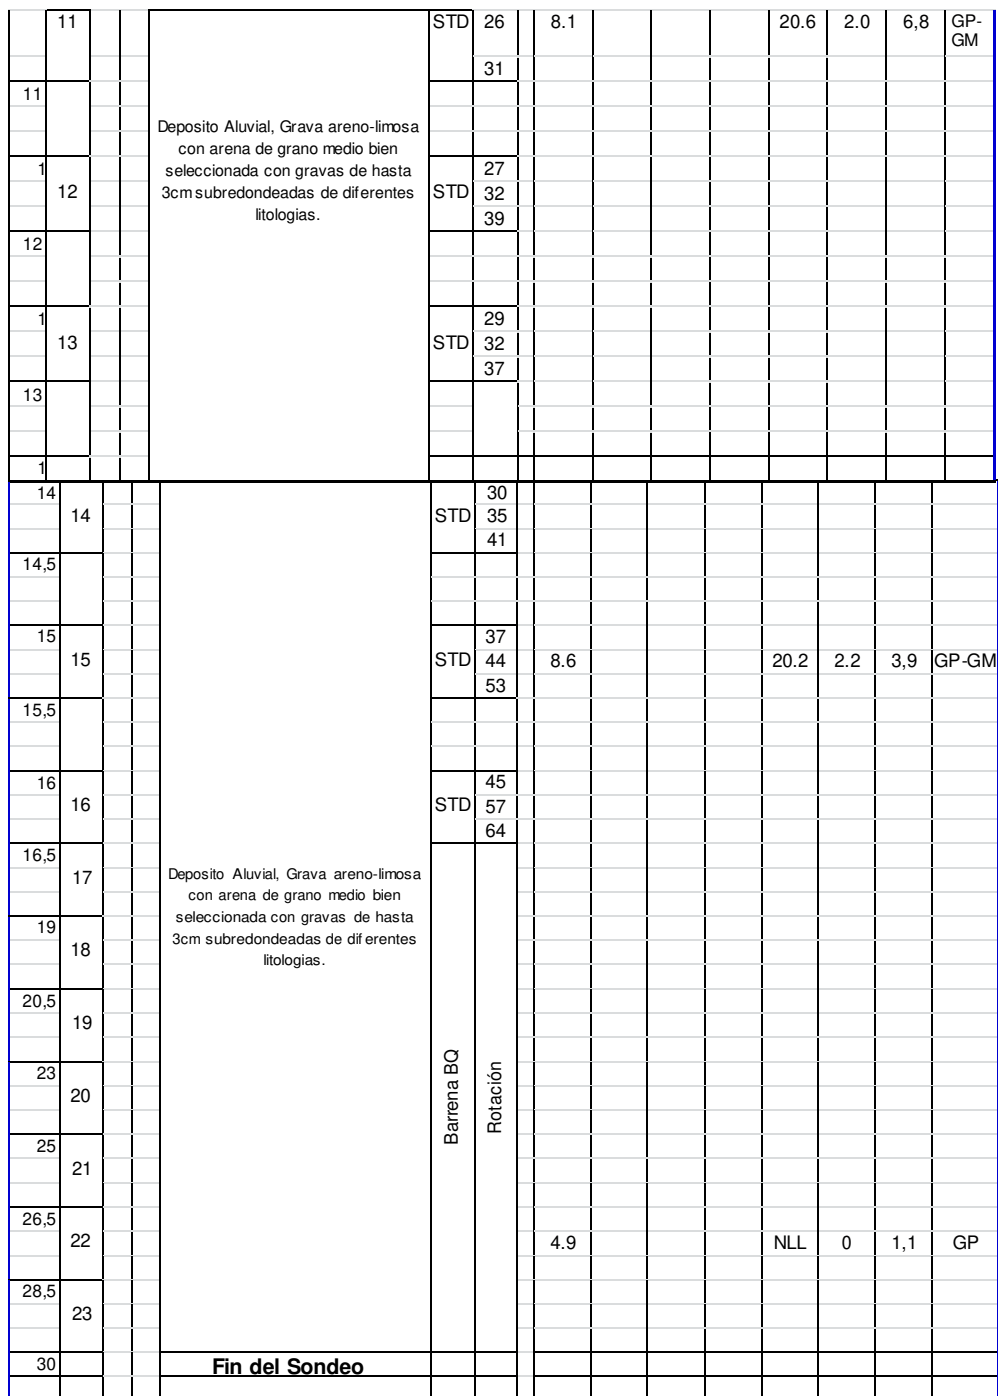 11 STD 26 8.1 20.6 2.0 6,8 GP-
GM
31
11
Deposito Aluvial, Grava areno-limosa
con arena de grano medio bien
seleccionada con gravas de hasta
3cm subredondeadas de diferentes
litologias.
1 27
12 STD 32
39
12
1 29
13 STD 32
37
13
1
14 30
14 STD 35
41
14,5
15 37
15 STD 44 8.6 20.2 2.2 3,9 GP-GM
53
15,5
16 45
16 STD 57
64
16,5
17
Deposito Aluvial, Grava areno-limosa
con arena de grano medio bien
seleccionada con gravas de hasta
3cm subredondeadas de diferentes
litologias.
19
18
20,5
19
23
20
Barrena BQ
Rotación
25
21
26,5
22 4.9 NLL 0 1,1 GP
28,5
23
30 Fin del Sondeo